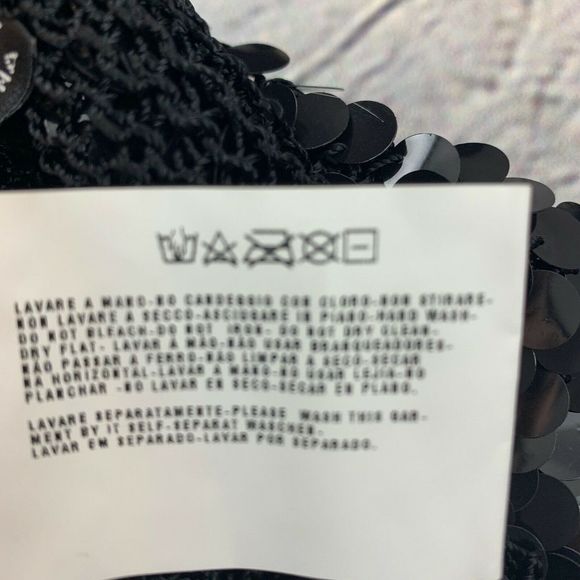 LAVARE A MANO-NO CANDEGGIO CON CLORO-NON STIRARE-
NON LAVARE A SECCO-ASCIUGARE IN PIANO-HAND WASH-
DO NOT BLEACH-DO NOT IRON- DO NOT DRY CLEAN-
DRY FLAT- LAVAR À MÃO-NÃO USAR BRANQUEADORES-
NÃO PASSAR A FERRO-NÃO LIMPAR A SECO-SECAR
NA HORIZONTAL-LAVAR A MANO-NO USAR LEJIA-NO
PLANCHAR -NO LAVAR EN SECO-SECAR EN PLANO.
LAVARE SEPARATAMENTE-PLEASE WASH THIS GAR-
MENT BY IT SELF-SEPARAT WASCHEN-
LAVAR EM SEPARADO-LAVAR POR SEPARADO.